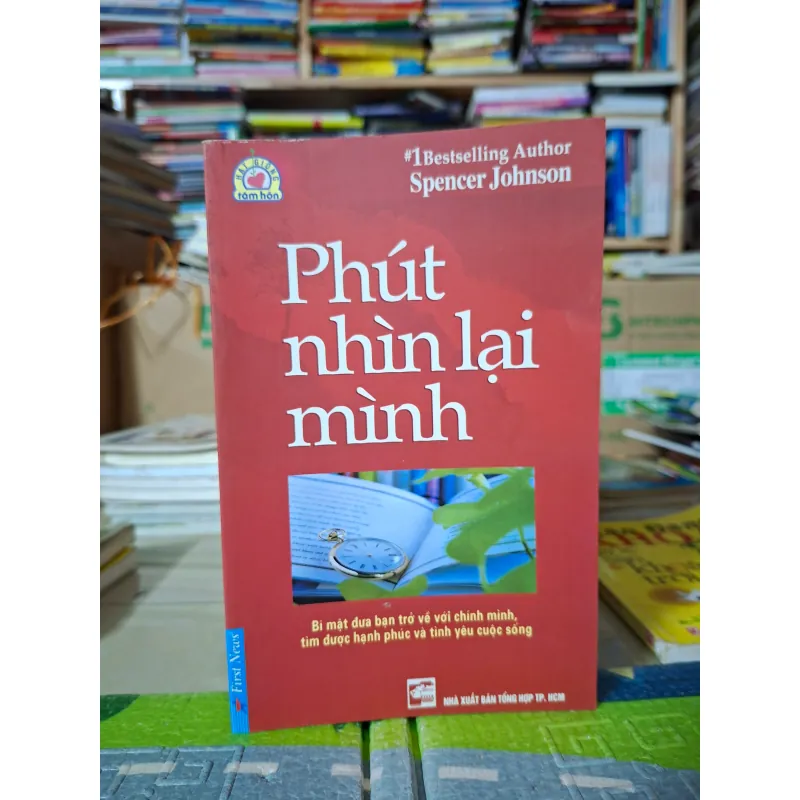 HẠT GIỐNG
tâm hồn
#1Bestselling Author
Spencer Johnson
Phút
nhìn lại
mình
Bí mật đưa bạn trở về với chính mình,
tìm được hạnh phúc và tình yêu cuộc sống
First News
NHÀ XUẤT BẢN TỔNG HỢP TP. HCM